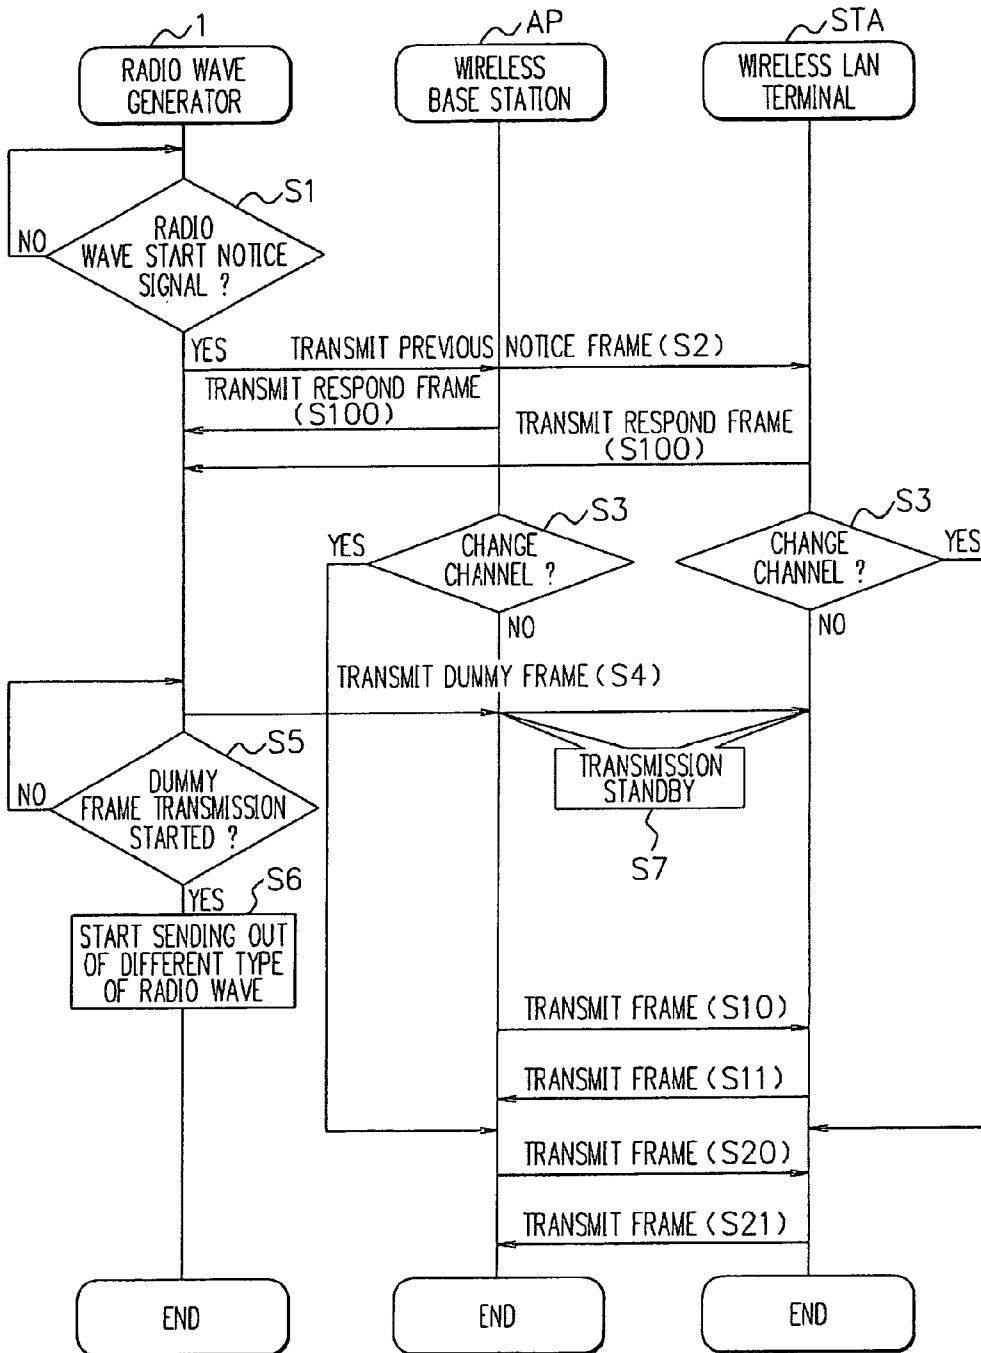 1
AP
STA
RADIO WAVE
GENERATOR
WIRELESS
BASE STATION
WIRELESS LAN
TERMINAL
S1
RADIO
WAVE START NOTICE
SIGNAL ?
NO
YES
TRANSMIT PREVIOUS NOTICE FRAME(S2)
TRANSMIT RESPOND FRAME
(S100)
TRANSMIT RESPOND FRAME
(S100)
S3
S3
YES
CHANGE
CHANNEL ?
NO
CHANGE
CHANNEL ?
YES
NO
TRANSMIT DUMMY FRAME(S4)
S5
DUMMY
FRAME TRANSMISSION
STARTED ?
NO
YES
TRANSMISSION
STANDBY
S7
S6
START SENDING OUT
OF DIFFERENT TYPE
OF RADIO WAVE
TRANSMIT FRAME(S10)
TRANSMIT FRAME(S11)
TRANSMIT FRAME(S20)
TRANSMIT FRAME(S21)
END
END
END